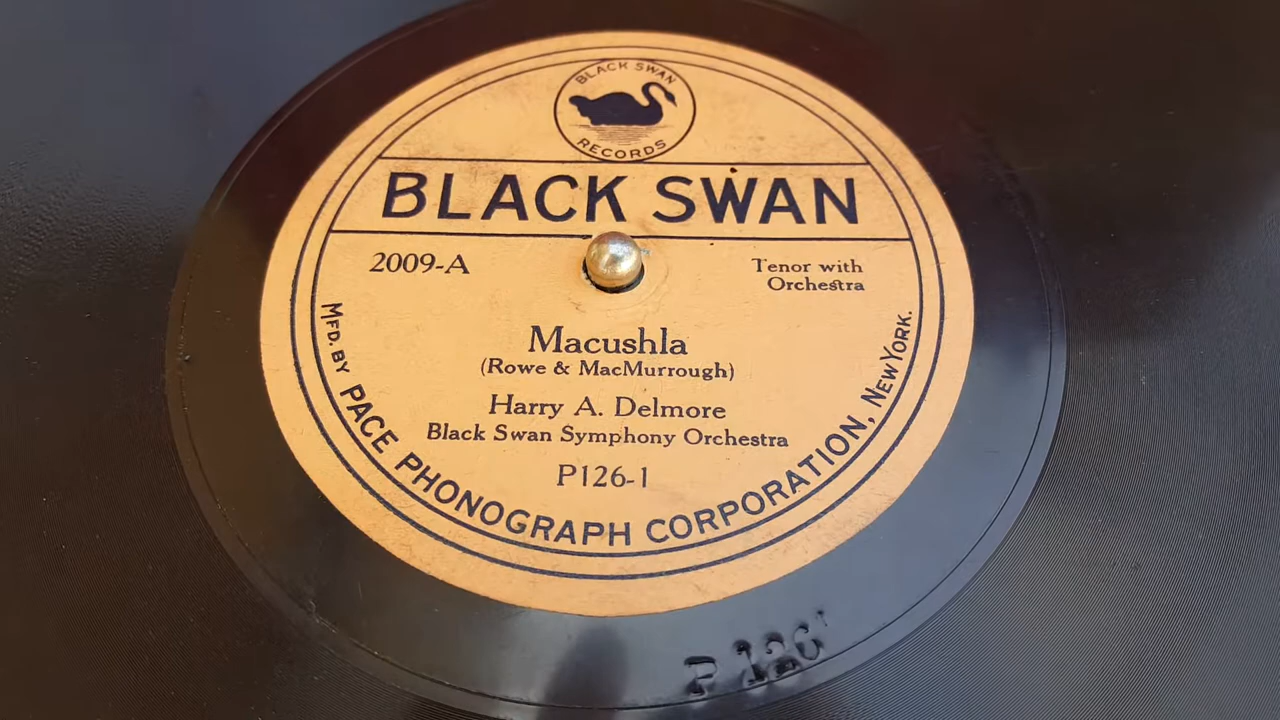 BLACK SWAN
RECORDS
BLACK SWAN
2009-A
Tenor with
Orchestra
Macushla
(Rowe & MacMurrough)
Harry A. Delmore
Black Swan Symphony Orchestra
P126-1
MFD. BY PACE PHONOGRAPH CORPORATION, NEW YORK.
P 126'